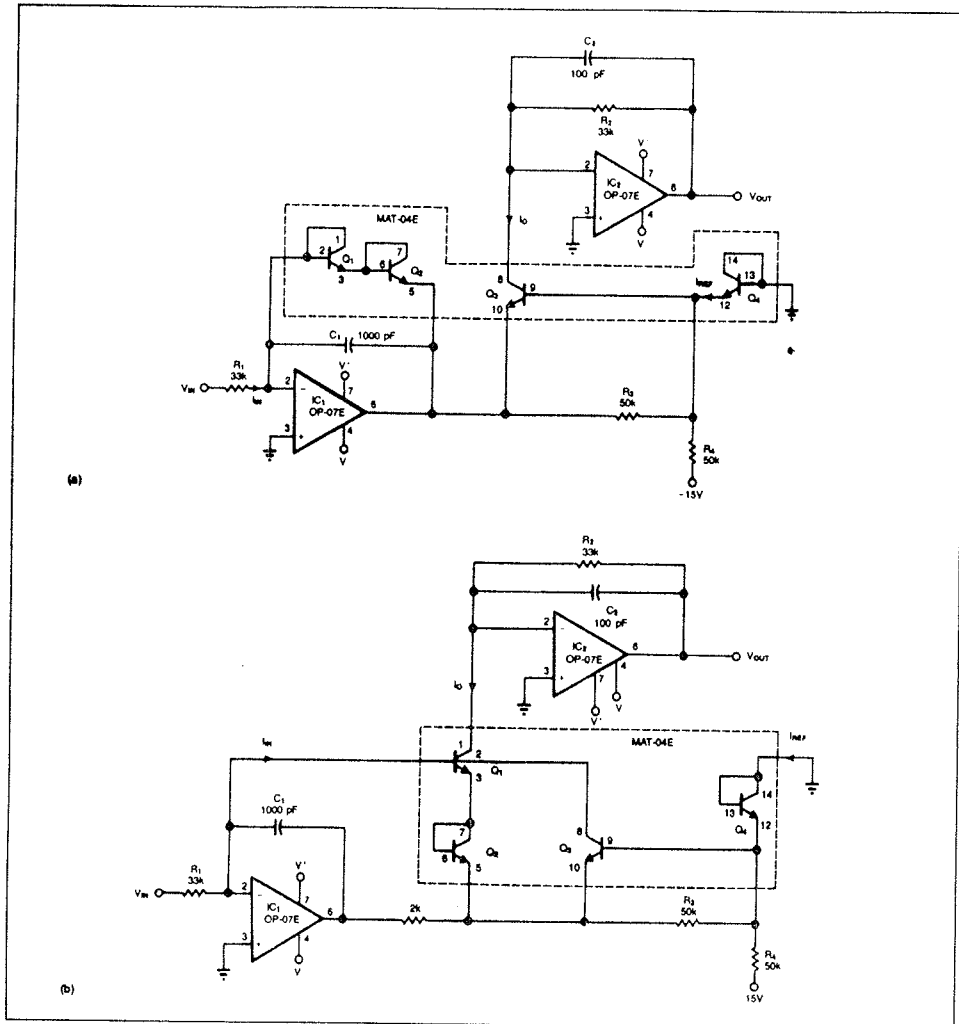 C₂
100 pF
R₂
33k
V'
2
7
IC₂
OP-07E
6
VOUT
3
+
4
V
MAT-04E
IO
1
2
Q₁
3
7
6
Q₂
5
8
9
Q₃
10
14
13
IREF
12
Q₄
C₁
1000 pF
R₁
33k
VIN
IIN
2
−
V'
7
IC₁
OP-07E
6
3
+
4
V
R₃
50k
R₄
50k
-15V
(a)
R₂
33k
C₂
100 pF
2
−
IC₂
OP-07E
6
VOUT
3
+
7
4
V'
V
IO
MAT-04E
IREF
IIN
1
2
3
Q₁
14
13
Q₄
12
C₁
1000 pF
7
6
Q₂
5
8
9
Q₃
10
R₁
33k
VIN
2
−
V'
7
IC₁
OP-07E
6
3
+
4
V
2k
R₃
50k
R₄
50k
15V
(b)